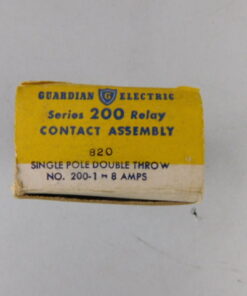 GUARDIAN G ELECTRIC
Series 200 Relay
CONTACT ASSEMBLY
820
SINGLE POLE DOUBLE THROW
NO. 200-1 - 8 AMPS